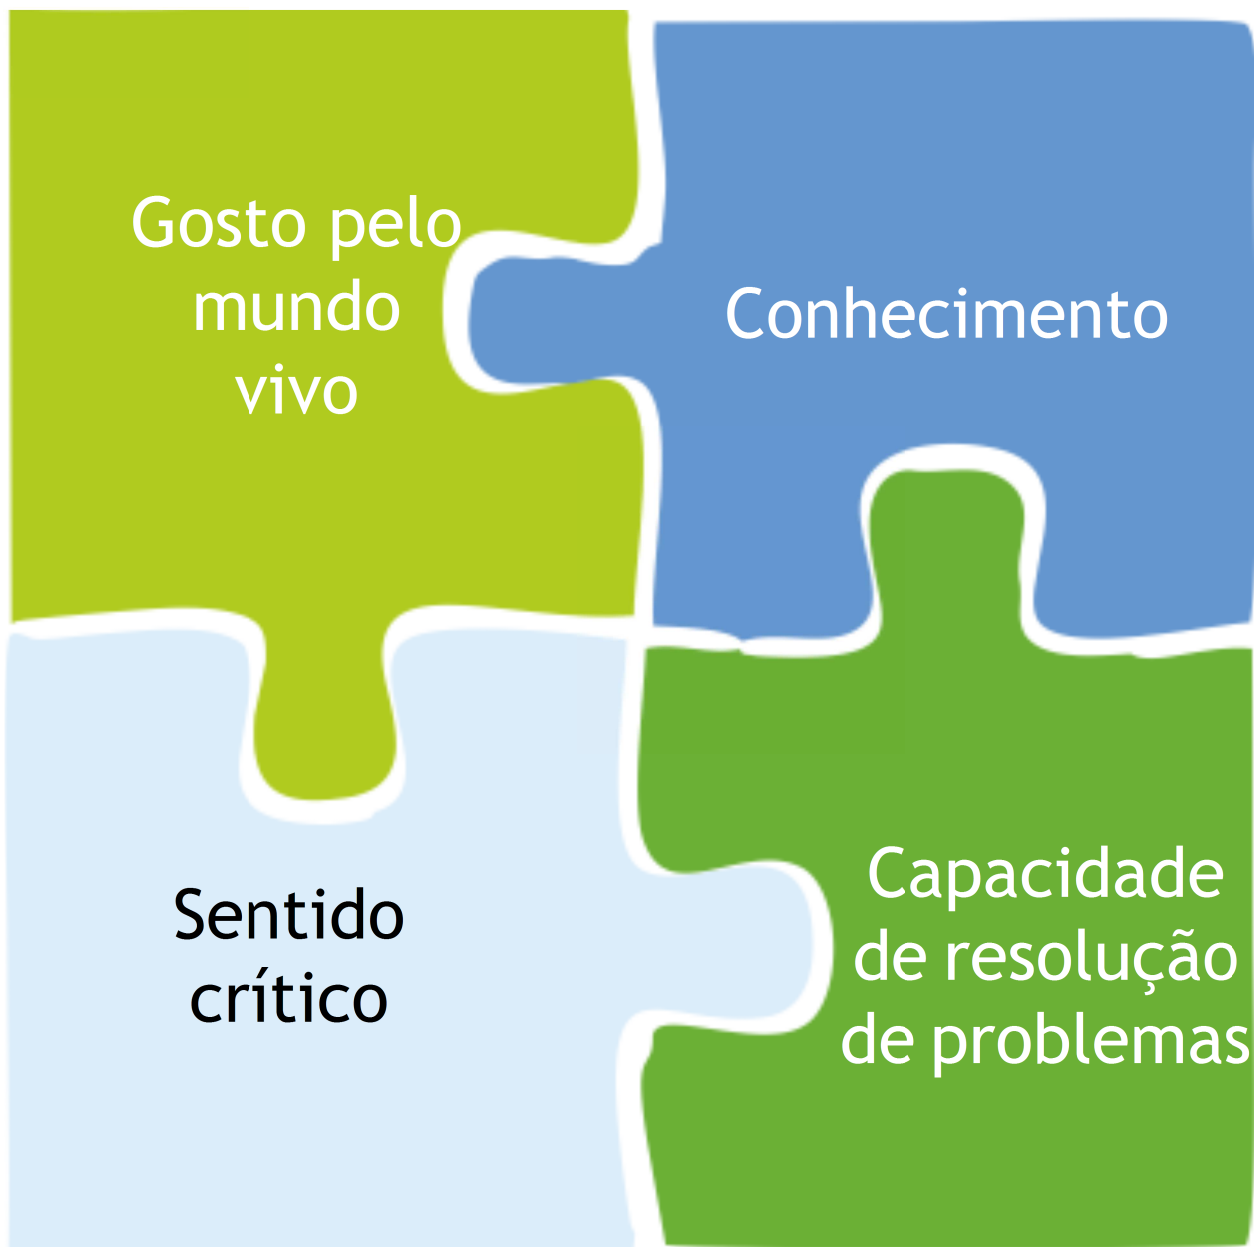 Gosto pelo
mundo
vivo
Conhecimento
Sentido
crítico
Capacidade
de resolução
de problemas